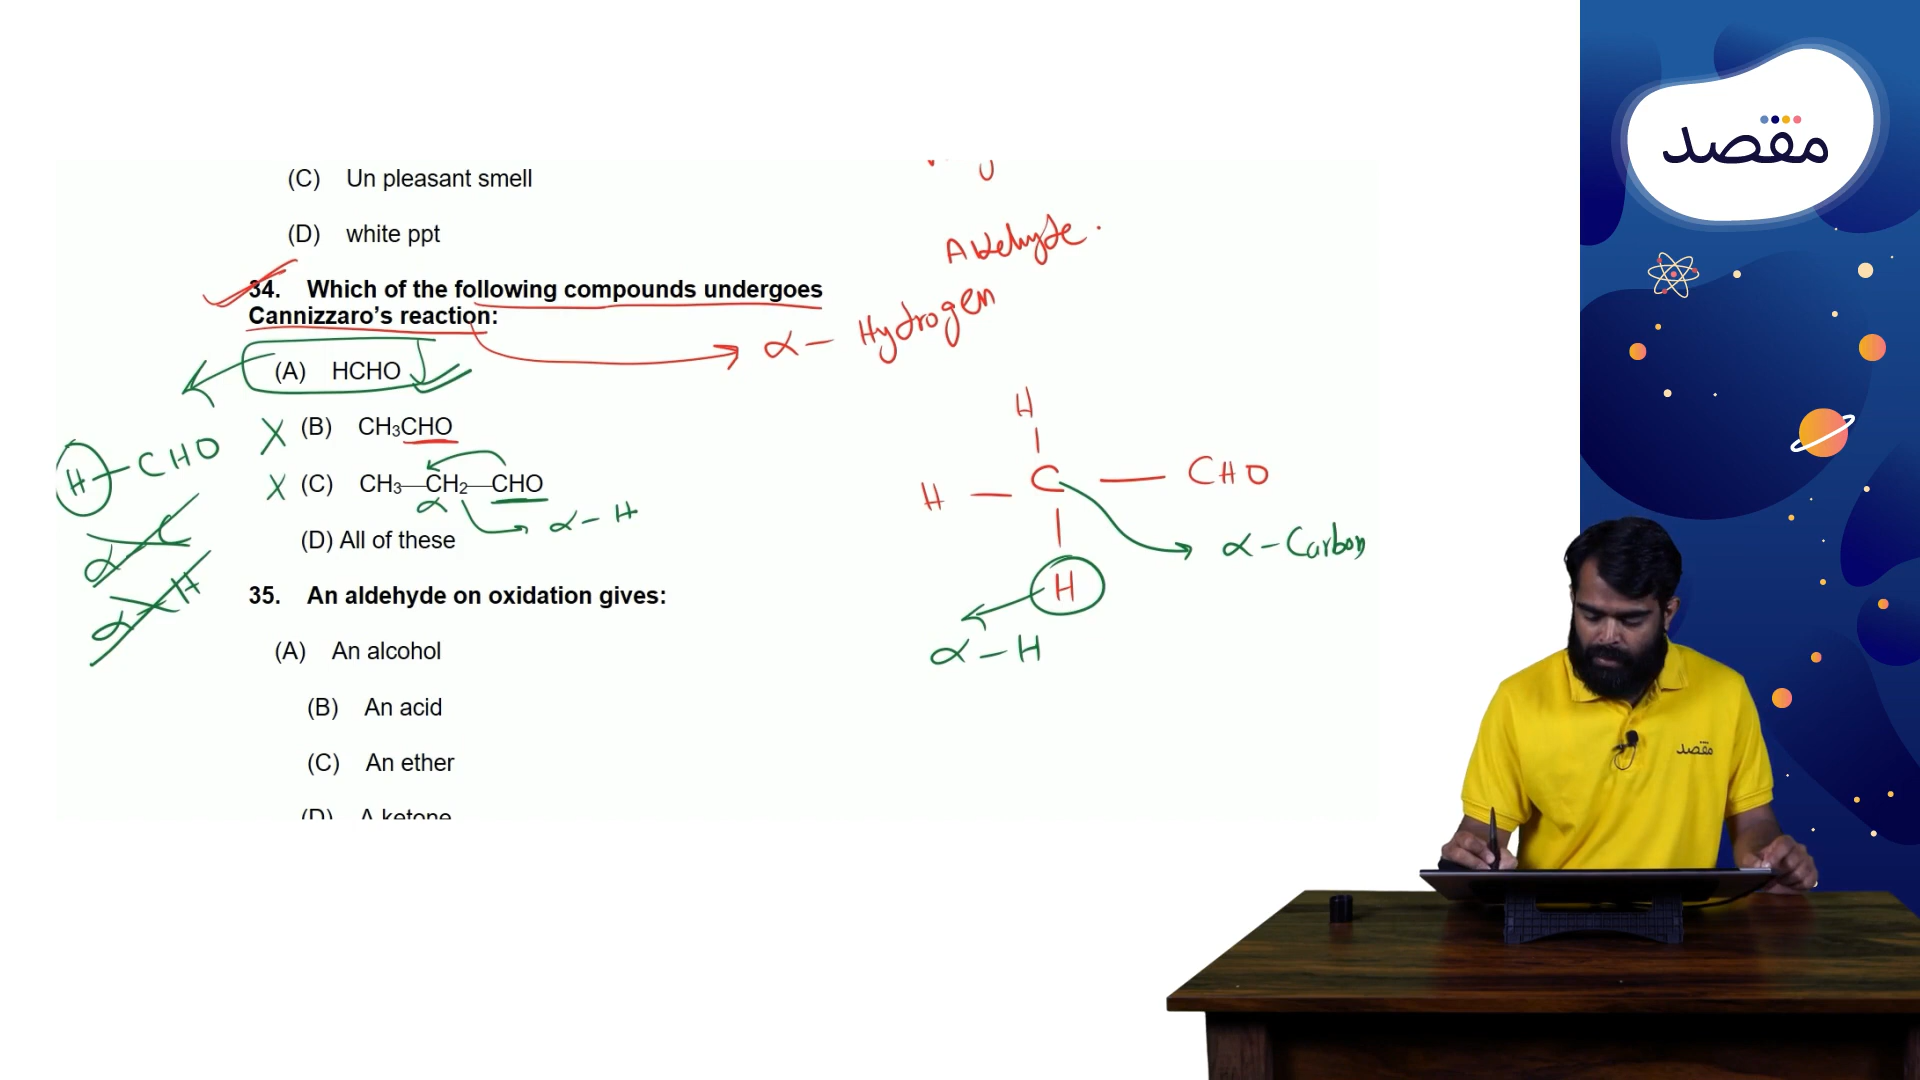 مقصد
(C) Un pleasant smell
(D) white ppt
Aldehyde.
34. Which of the following compounds undergoes
Cannizzaro’s reaction:
α – Hydrogen
(A) HCHO
X (B) CH₃CHO
H – CHO
X (C) CH₃—CH₂—CHO
α
α – H
α C
α H
(D) All of these
H
H – C – CHO
H
α – Carbon
α – H
35. An aldehyde on oxidation gives:
(A) An alcohol
(B) An acid
(C) An ether
(D) A ketone
مقصد